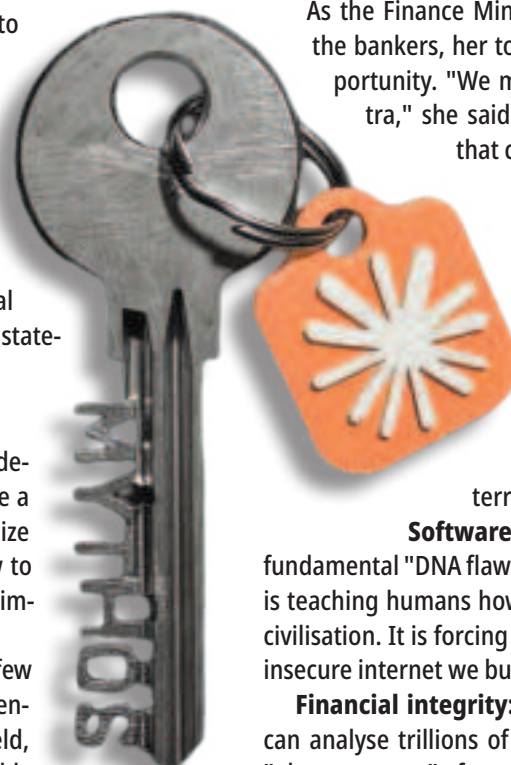 to
al
state-
de-
e a
ize
to
im-
few
en-
eld,
MYTHOS
As the Finance Min
the bankers, her to
portunity. "We m
tra," she said
that c
terr
Software
fundamental "DNA flaw
is teaching humans how
civilisation. It is forcing
insecure internet we bu
Financial integrity:
can analyse trillions of